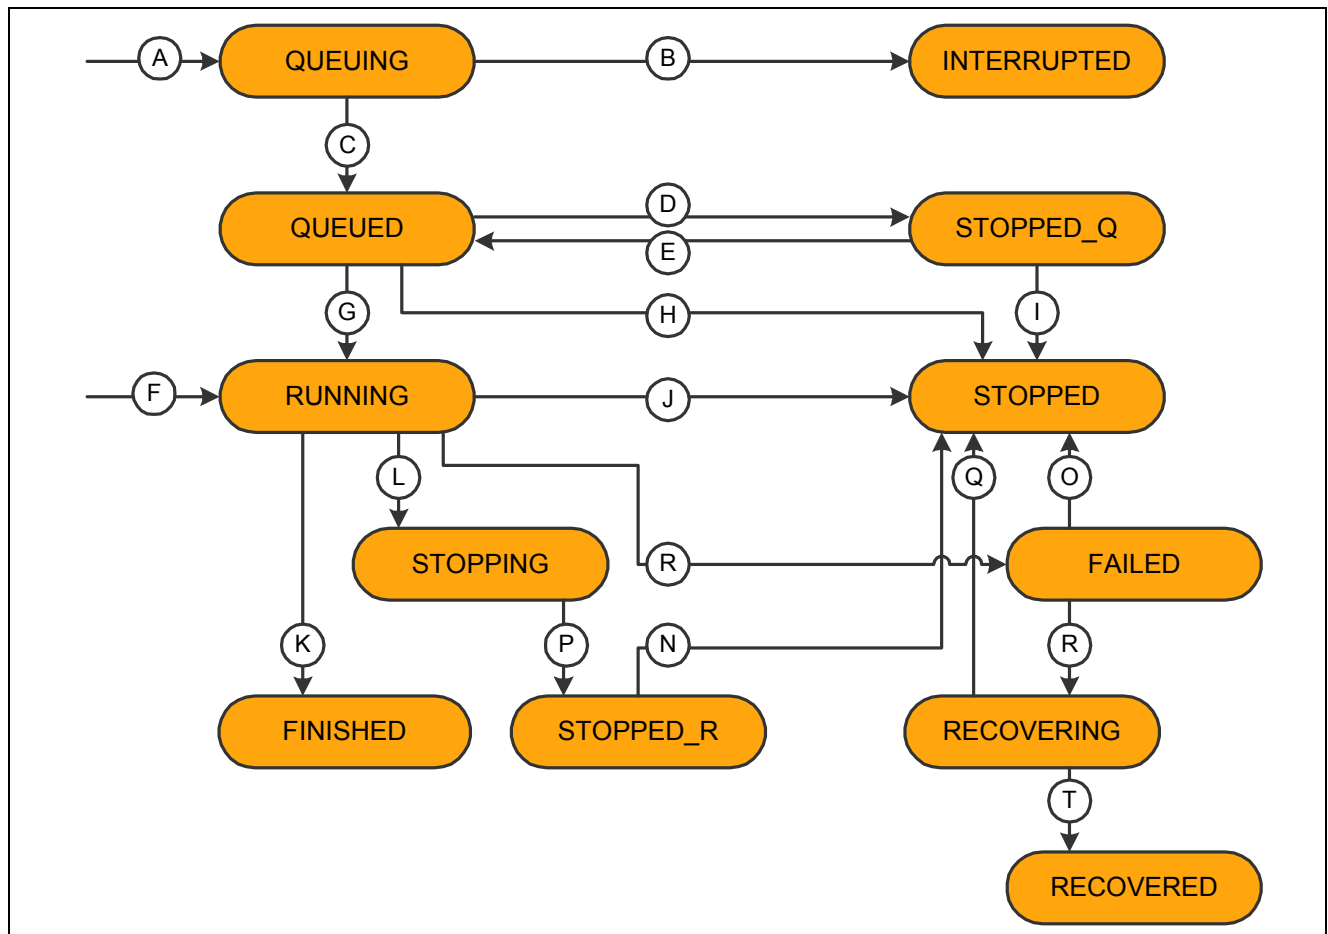 A
QUEUING
B
INTERRUPTED
C
QUEUED
D
E
STOPPED_Q
G
H
I
F
RUNNING
J
STOPPED
L
Q
O
STOPPING
R
FAILED
K
P
N
R
FINISHED
STOPPED_R
RECOVERING
T
RECOVERED